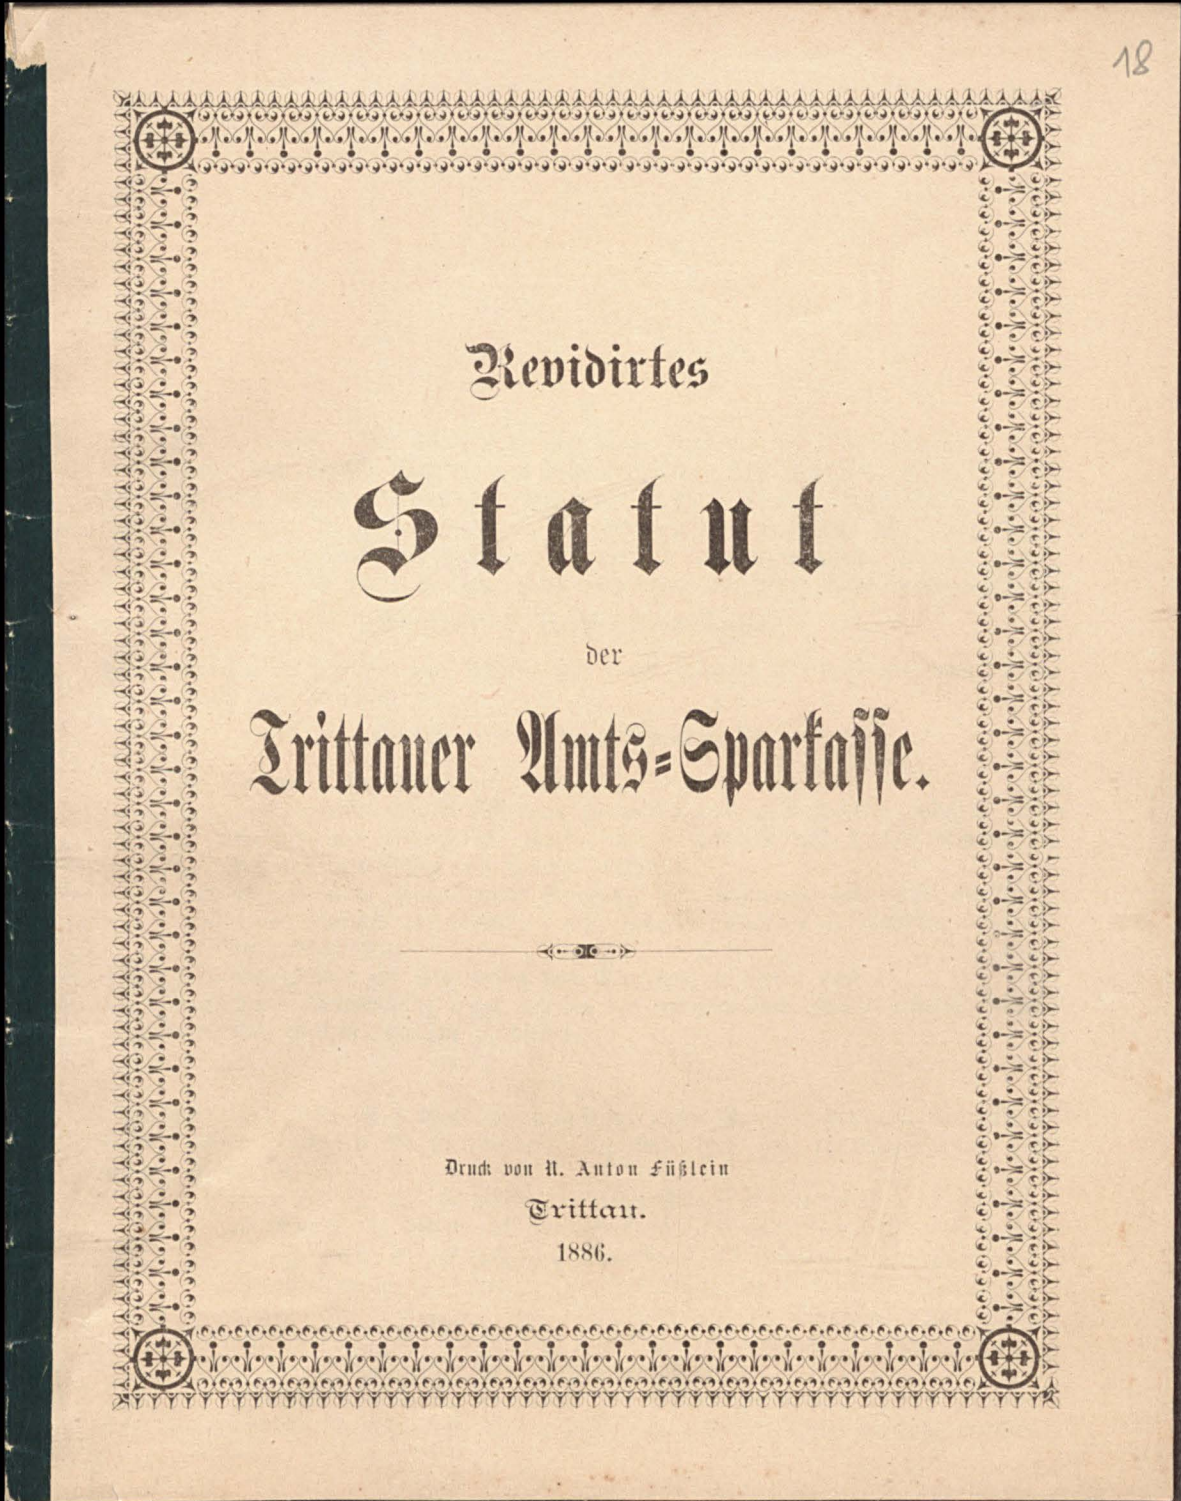 18
Revidirtes
Statut
der
Trittauer Amts-Sparkasse.
Druck von N. Anton Füßlein
Trittau.
1886.